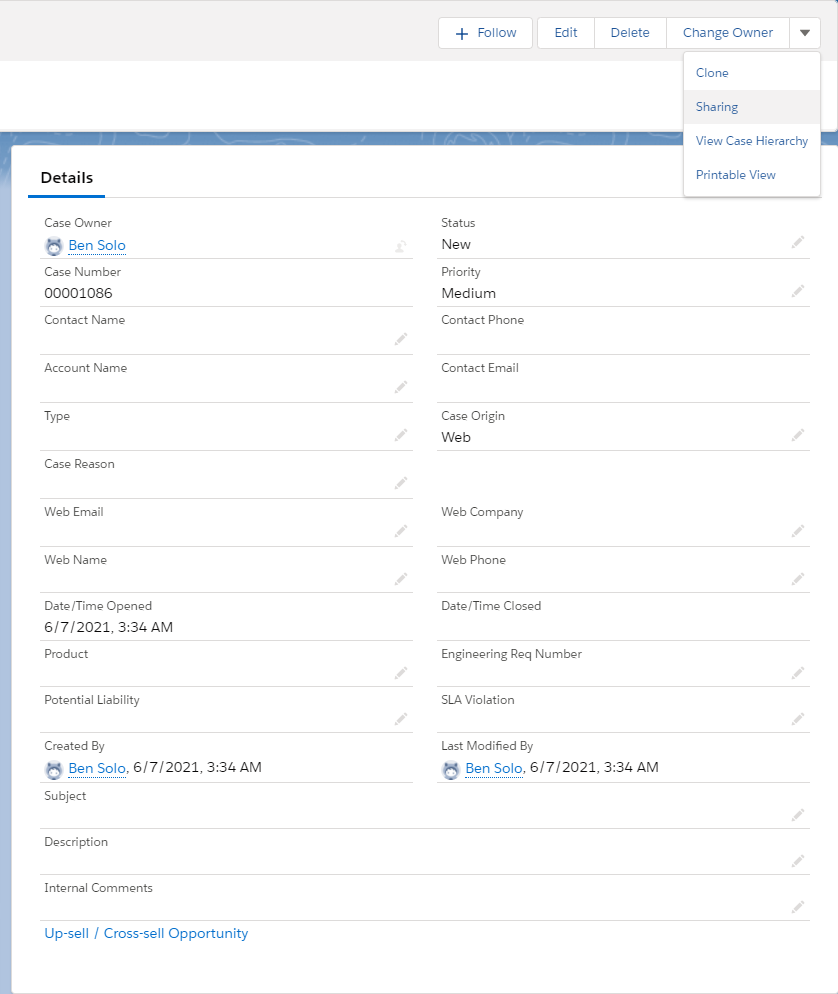 Follow
Edit
Delete
Change Owner
Clone
Sharing
View Case Hierarchy
Printable View
Details
Case Owner
Ben Solo
Status
New
Case Number
00001086
Priority
Medium
Contact Name
Contact Phone
Account Name
Contact Email
Type
Case Origin
Web
Case Reason
Web Email
Web Company
Web Name
Web Phone
Date/Time Opened
6/7/2021, 3:34 AM
Date/Time Closed
Product
Engineering Req Number
Potential Liability
SLA Violation
Created By
Ben Solo, 6/7/2021, 3:34 AM
Last Modified By
Ben Solo, 6/7/2021, 3:34 AM
Subject
Description
Internal Comments
Up-sell / Cross-sell Opportunity